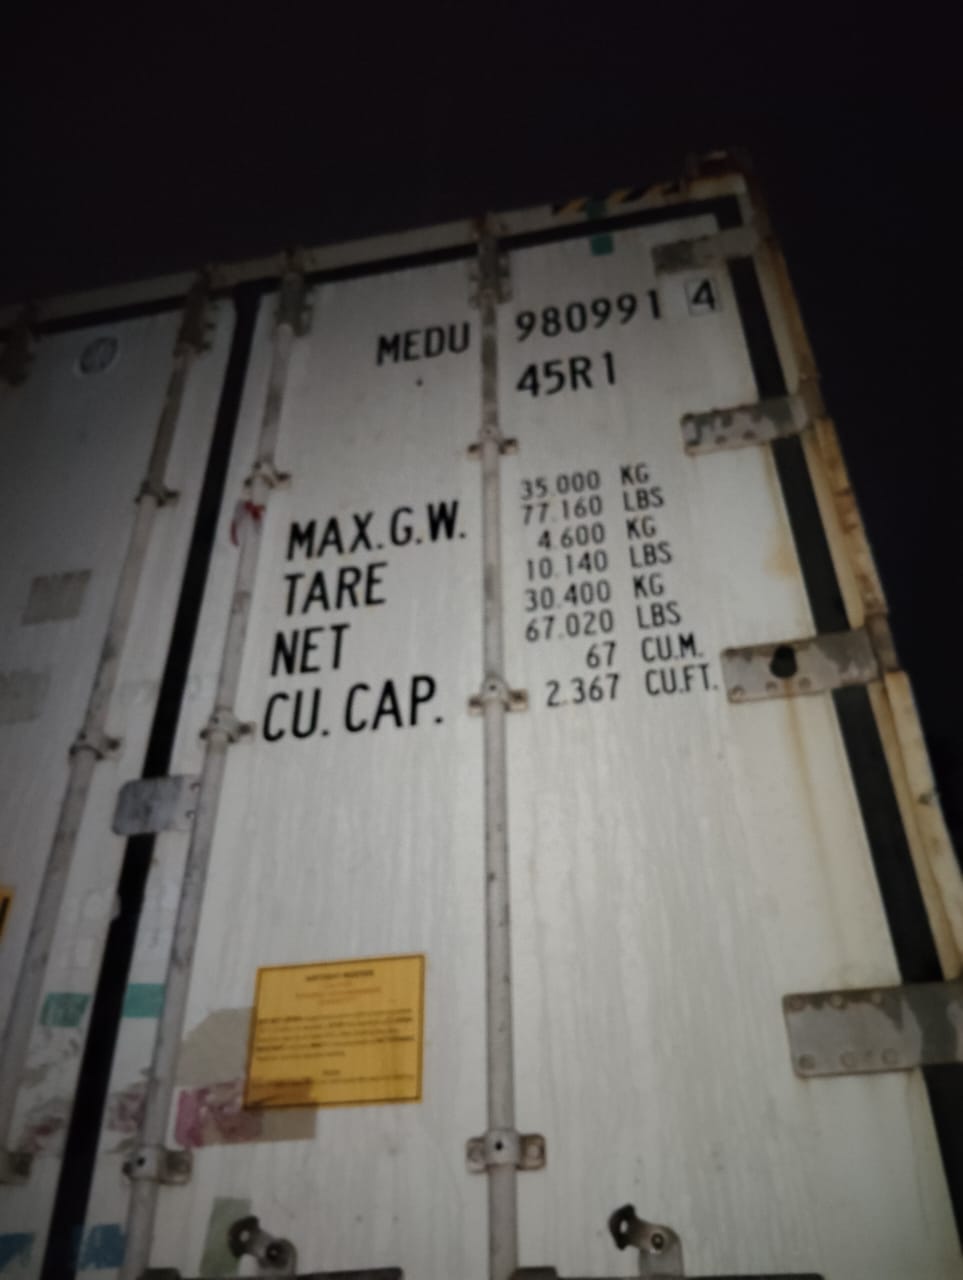 MEDU 980991 4
45R1
MAX.G.W. 35.000 KG
77.160 LBS
TARE 4.600 KG
10.140 LBS
NET 30.400 KG
67.020 LBS
CU. CAP. 67 CU.M.
2.367 CU.FT.